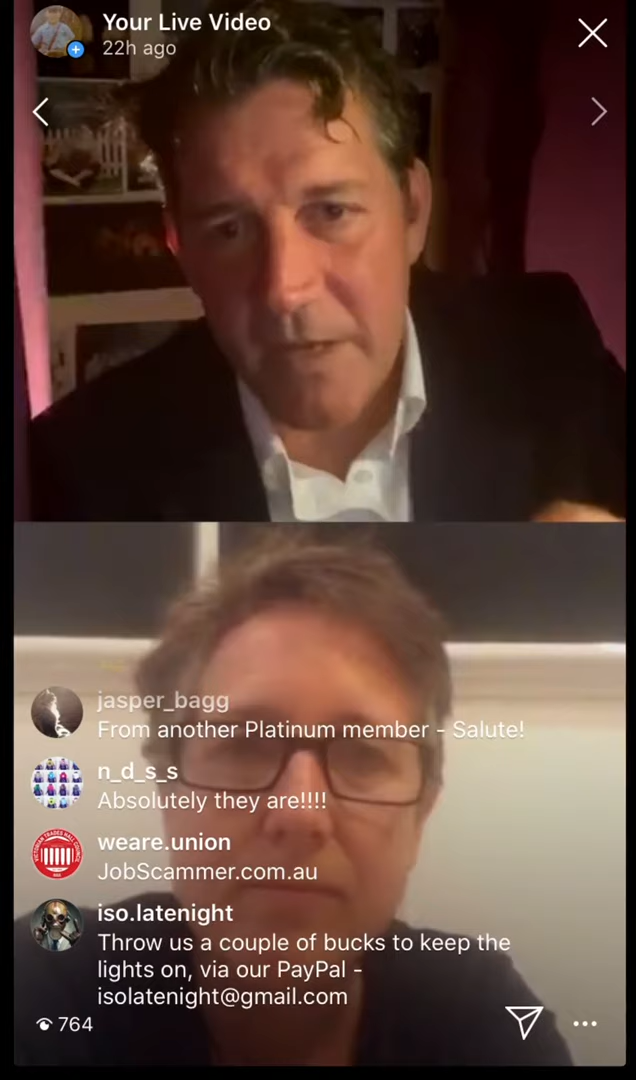 Your Live Video
22h ago
jasper_bagg
From another Platinum member - Salute!
n_d_s_s
Absolutely they are!!!!
weare.union
JobScammer.com.au
iso.latenight
Throw us a couple of bucks to keep the
lights on, via our PayPal -
isolatenight@gmail.com
764